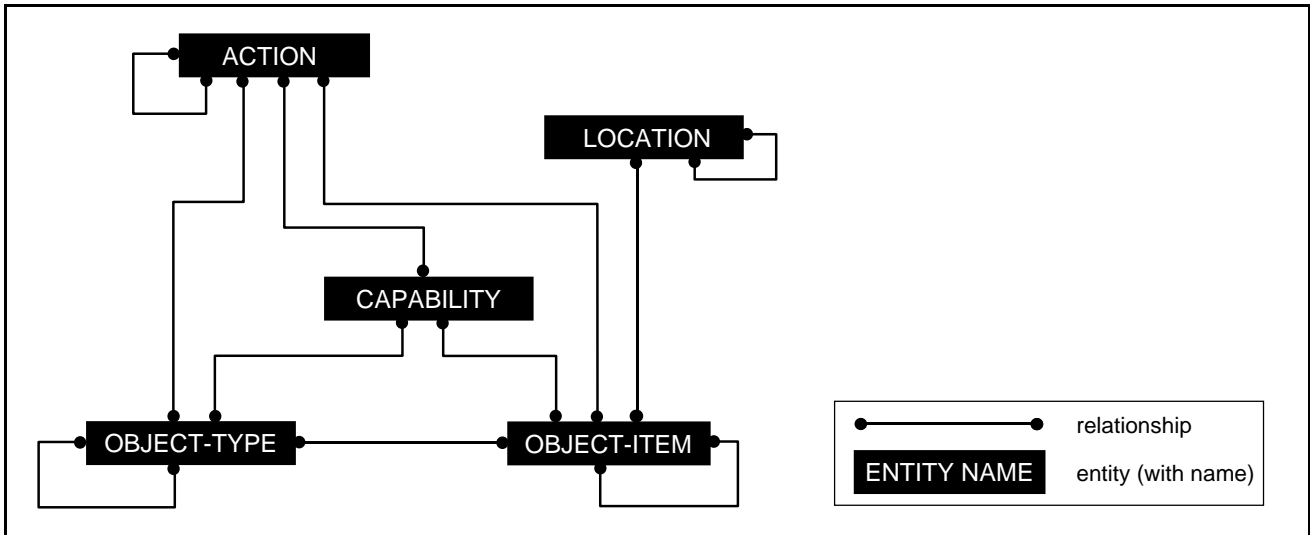 ACTION
LOCATION
CAPABILITY
OBJECT-TYPE
OBJECT-ITEM
relationship
ENTITY NAME
entity (with name)